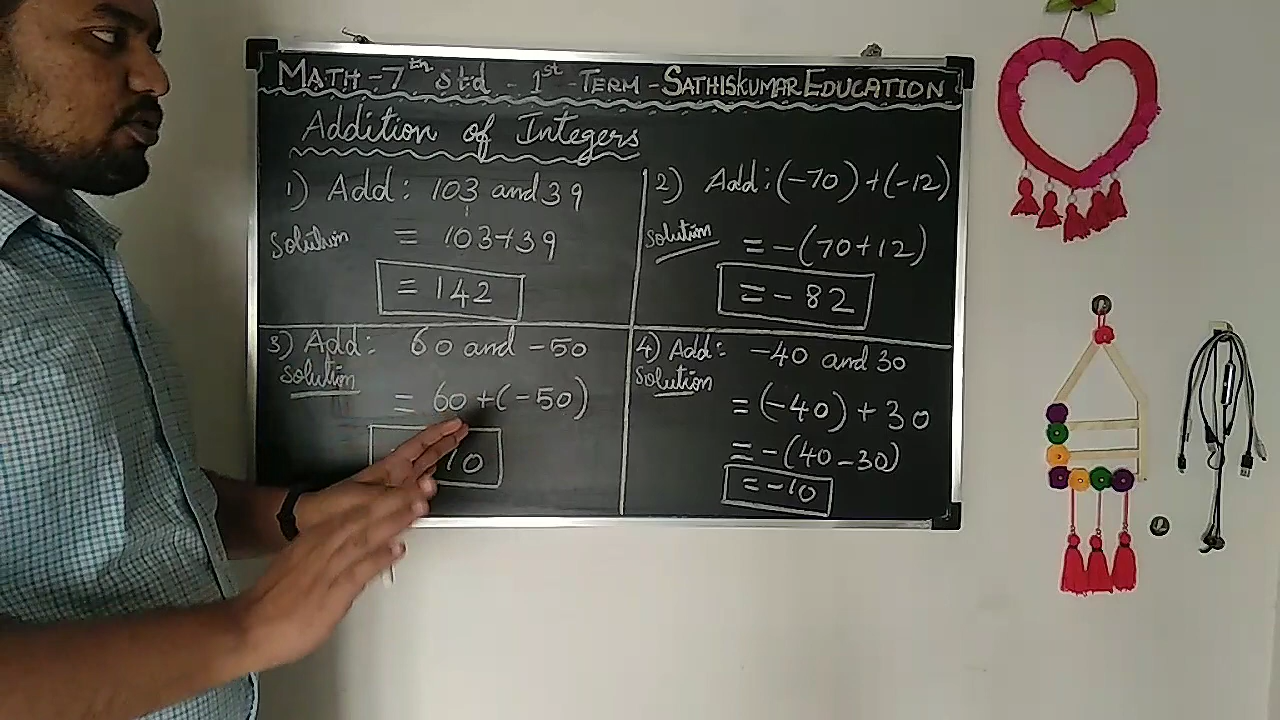 MATH - 7th Std - 1st - TERM - SATHISKUMAR EDUCATION
Addition of Integers
1) Add: 103 and 39
Solution = 103+39
= 142
2) Add: (-70)+(-12)
Solution = -(70+12)
= -82
3) Add: 60 and -50
Solution
= 60+(-50)
10
4) Add: -40 and 30
Solution
= (-40) + 30
= -(40-30)
= -10